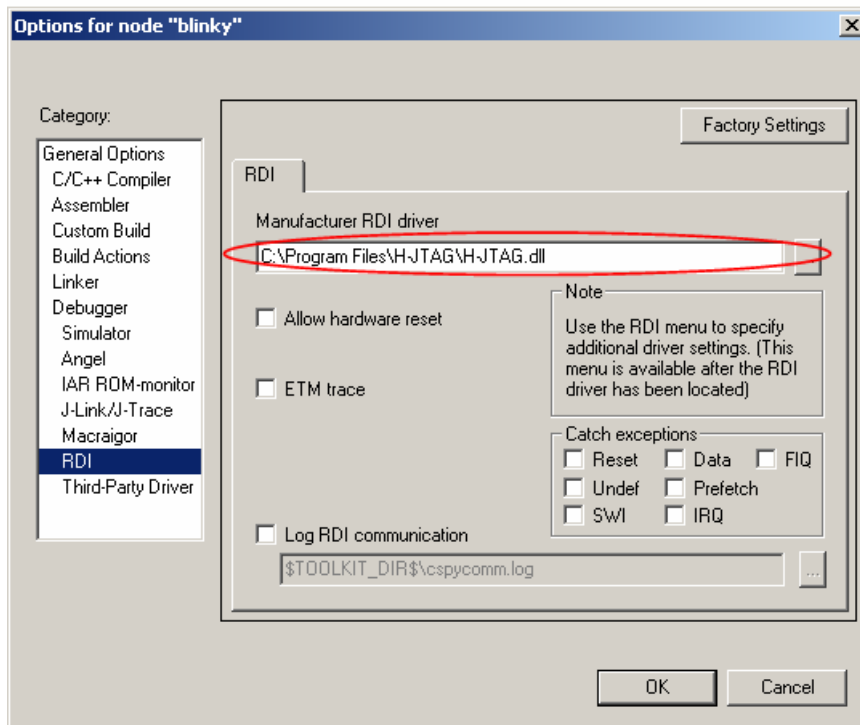 Options for node "blinky"
Category:
General Options
C/C++ Compiler
Assembler
Custom Build
Build Actions
Linker
Debugger
Simulator
Angel
IAR ROM-monitor
J-Link/J-Trace
Macraigor
RDI
Third-Party Driver
Factory Settings
RDI
Manufacturer RDI driver
C:\Program Files\H-JTAG\H-JTAG.dll
Allow hardware reset
ETM trace
Note
Use the RDI menu to specify
additional driver settings. (This
menu is available after the RDI
driver has been located)
Catch exceptions
Reset Data FIQ
Undef Prefetch
SWI IRQ
Log RDI communication
$TOOLKIT_DIR$\cspycomm.log
...
OK Cancel